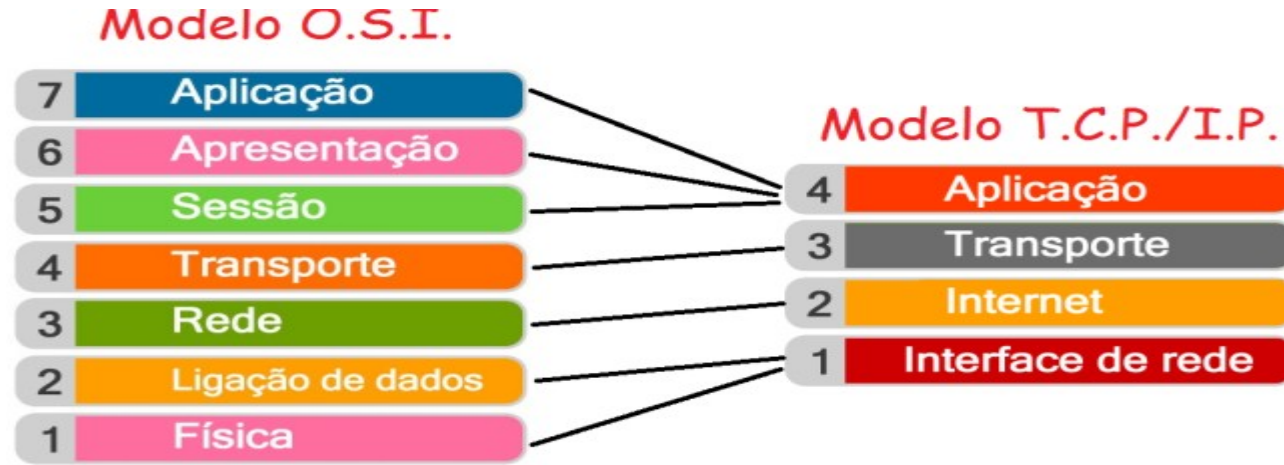 Modelo O.S.I.
7 Aplicação
6 Apresentação
5 Sessão
4 Transporte
3 Rede
2 Ligação de dados
1 Física
Modelo T.C.P./I.P.
4 Aplicação
3 Transporte
2 Internet
1 Interface de rede